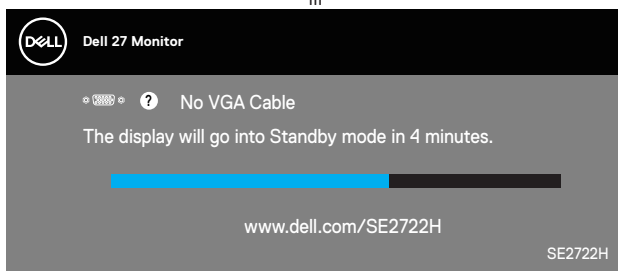 DELL
Dell 27 Monitor
? No VGA Cable
The display will go into Standby mode in 4 minutes.
www.dell.com/SE2722H
SE2722H